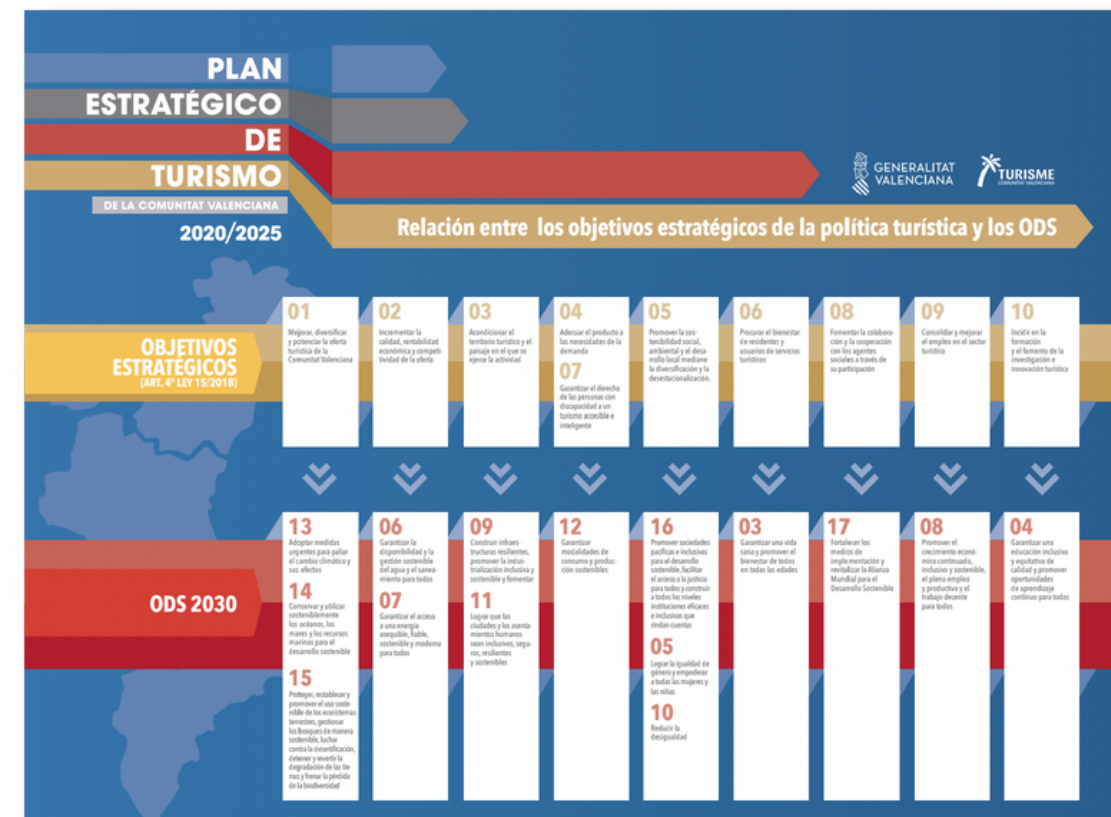 PLAN
ESTRATÉGICO
DE
TURISMO
DE LA COMUNITAT VALENCIANA
2020/2025
GENERALITAT
VALENCIANA
TURISME
COMUNITAT VALENCIANA
Relación entre los objetivos estratégicos de la política turística y los ODS
OBJETIVOS
ESTRATÉGICOS
(ART. 4º LEY 15/2018)
01
Mejorar, diversificar
y potenciar la oferta
turística de la
Comunitat Valenciana
02
Incrementar la
calidad, rentabilidad
económica y competi-
tividad de la oferta
03
Acondicionar el
territorio turístico y el
paisaje en el que se
ejerce la actividad
04
Adecuar el producto a
las necesidades de la
demanda
07
Garantizar el derecho
de las personas con
discapacidad a un
turismo accesible e
inteligente
05
Promover la sos-
tenibilidad social,
ambiental y el desa-
rrollo local mediane
la diversificación y la
desestacionalización.
06
Procurar el bienestar
de residentes y
usuarios de servicios
turísticos
08
Fomentar la colabora-
ción y la cooperación
con los agentes
sociales a través de
su participación
09
Consolidar y mejorar
el empleo en el sector
turístico
10
Incidir en la
formación
y el fomento de la
investigación e
innovación turística
ODS 2030
13
Adoptar medidas
urgentes para paliar
el cambio climático y
sus efectos
14
Conservar y utilizar
sosteniblemente
los océanos, los
mares y los recursos
marinos para el
desarrollo sostenible
15
Proteger, restablecer y
promover el uso soste-
nible de los ecosistemas
terrestres, gestionar
los bosques de manera
sostenible, luchar
contra la desertificación,
detener y revertir la
degradación de las tie-
rras y frenar la pérdida
de la biodiversidad
06
Garantizar la
disponibilidad y la
gestión sostenible
del agua y el sanea-
miento para todos
07
Garantizar el acceso
a una energía
asequible, fiable,
sostenible y moderna
para todos
09
Construir infraes-
tructuras resilientes,
promover la indus-
trialización inclusiva y
sostenible y fomentar
11
Lograr que las
ciudades y los asenta-
mientos humanos
sean inclusivos, segu-
ros, resilientes
y sostenibles
12
Garantizar
modalidades de
consumo y produc-
ción sostenibles
16
Promover sociedades
pacíficas e inclusivas
para el desarrollo
sostenible, facilitar
el acceso a la justicia
para todos y construir
a todos los niveles
instituciones eficaces
e inclusivas que
rindan cuentas
05
Lograr la igualdad de
género y empoderar
a todas las mujeres y
las niñas
10
Reducir la
desigualdad
03
Garantizar una vida
sana y promover el
bienestar de todos
en todas las edades
17
Fortalecer los
medios de
implementación y
revitalizar la Alianza
Mundial para el
Desarrollo Sostenible
08
Promover el
crecimiento econó-
mico continuado,
inclusivo y sostenible,
el pleno empleo
y productivo y el
trabajo decente
para todos
04
Garantizar una
educación inclusiva
y equitativa de
calidad y promover
oportunidades
de aprendizaje
continuo para todos